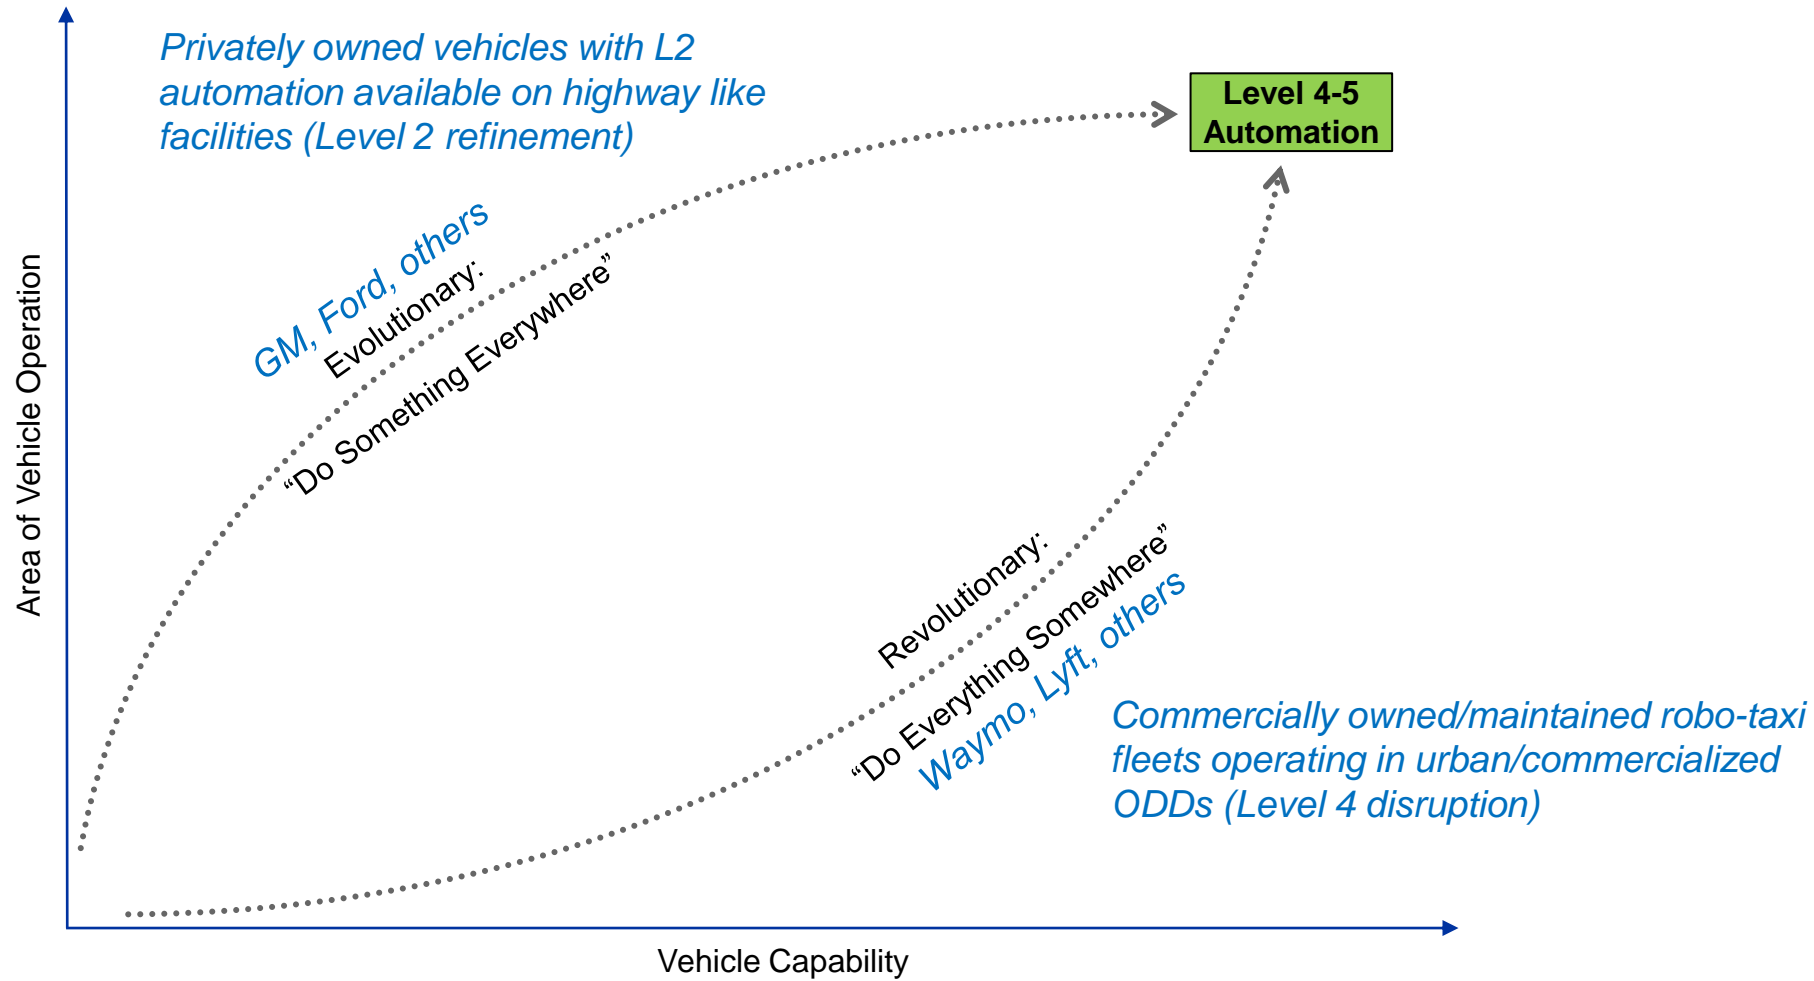 Privately owned vehicles with L2
automation available on highway like
facilities (Level 2 refinement)
Level 4-5
Automation
GM, Ford, others
Evolutionary:
“Do Something Everywhere”
Area of Vehicle Operation
Revolutionary:
“Do Everything Somewhere”
Waymo, Lyft, others
Commercially owned/maintained robo-taxi
fleets operating in urban/commercialized
ODDs (Level 4 disruption)
Vehicle Capability